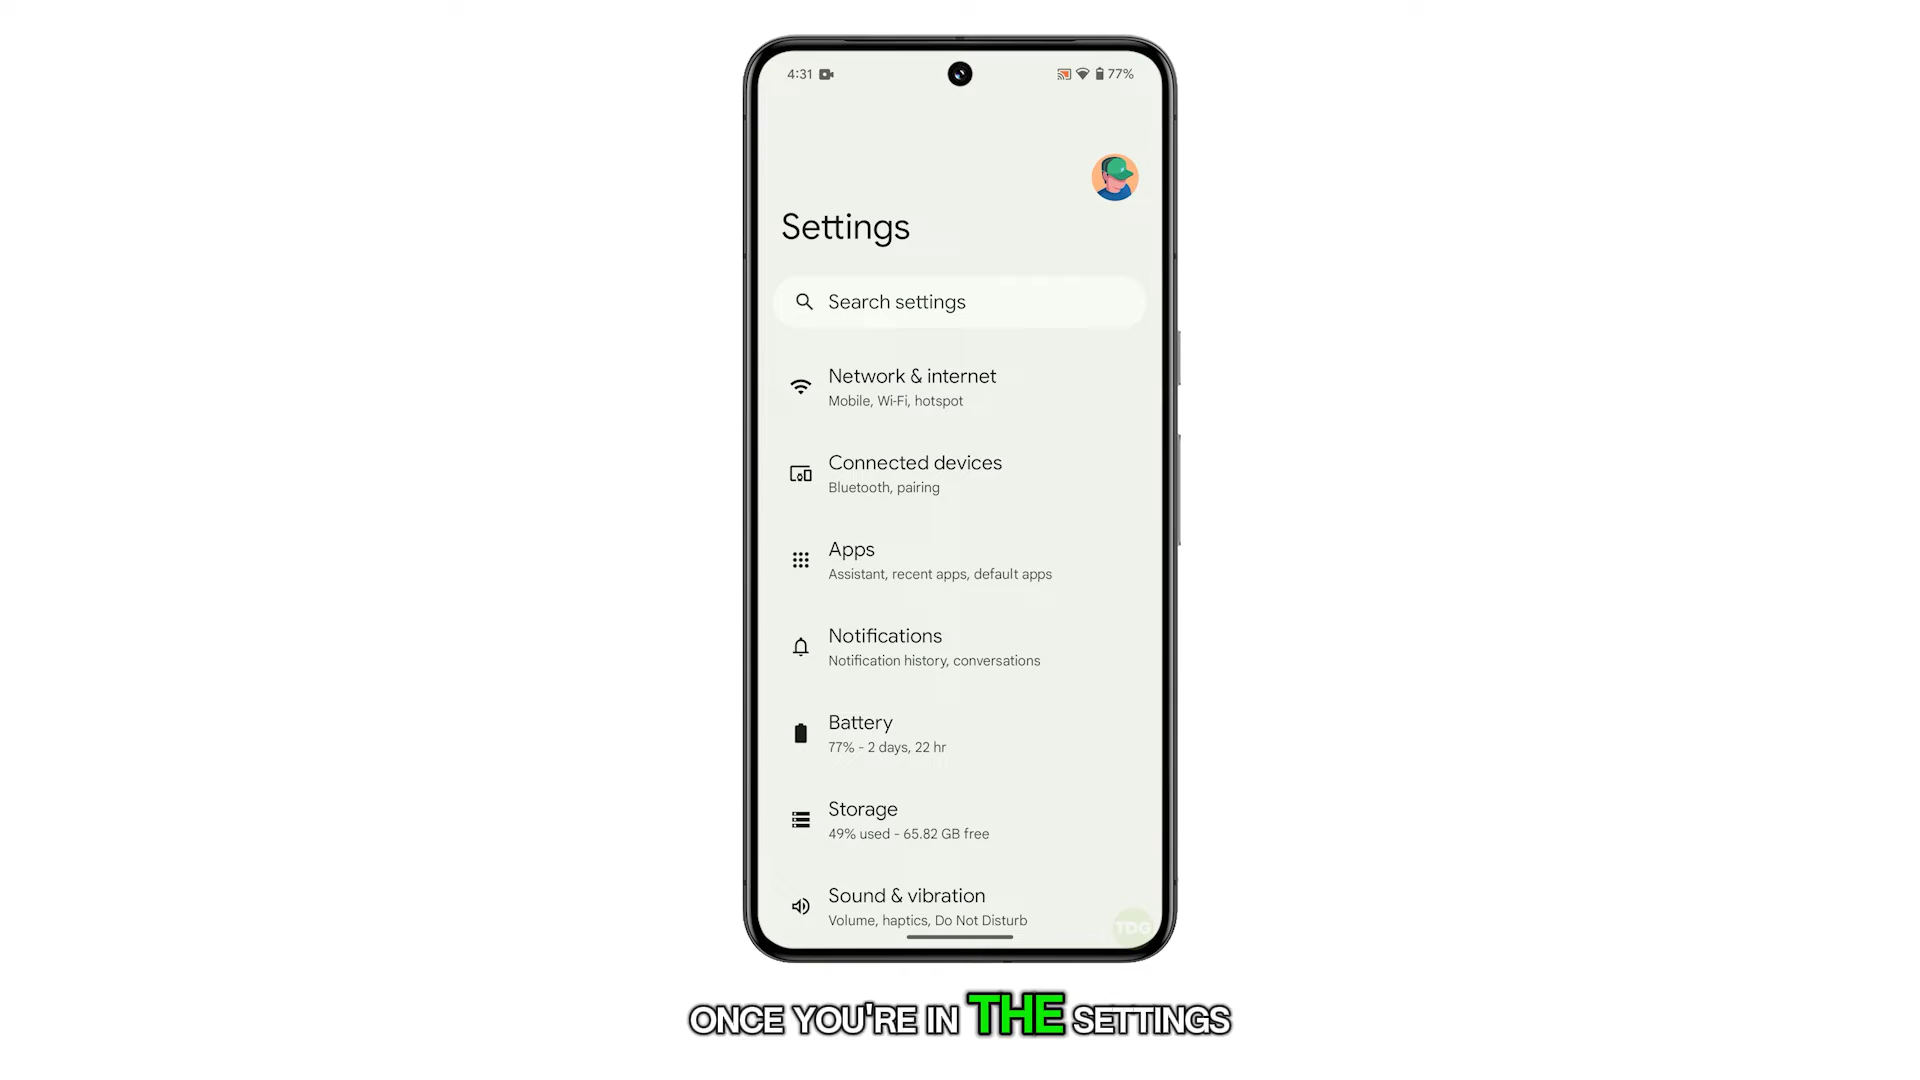 4:31
77%
Settings
Search settings
Network & internet
Mobile, Wi-Fi, hotspot
Connected devices
Bluetooth, pairing
Apps
Assistant, recent apps, default apps
Notifications
Notification history, conversations
Battery
77% - 2 days, 22 hr
Storage
49% used - 65.82 GB free
Sound & vibration
Volume, haptics, Do Not Disturb
TDG
ONCE YOU'RE IN THE SETTINGS